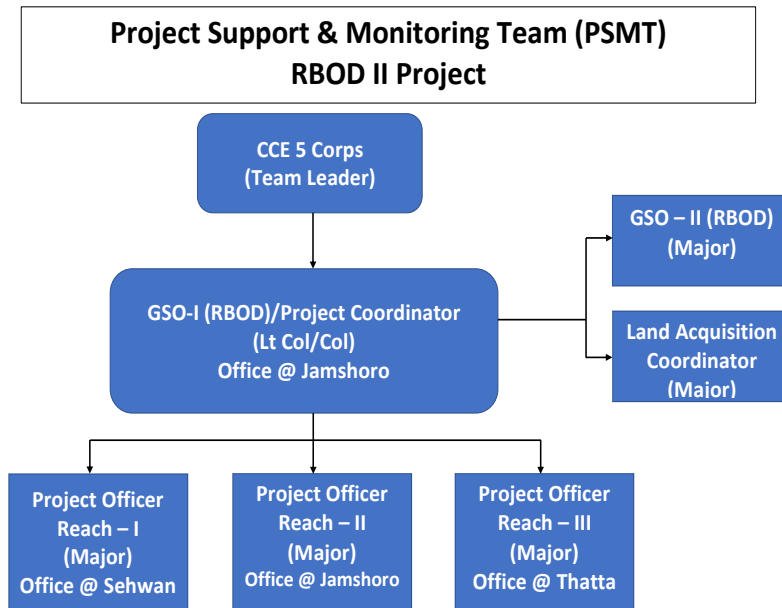 Project Support & Monitoring Team (PSMT)
RBOD II Project
CCE 5 Corps
(Team Leader)
GSO – II (RBOD)
(Major)
GSO-I (RBOD)/Project Coordinator
(Lt Col/Col)
Office @ Jamshoro
Land Acquisition
Coordinator
(Major)
Project Officer
Reach – I
(Major)
Office @ Sehwan
Project Officer
Reach – II
(Major)
Office @ Jamshoro
Project Officer
Reach – III
(Major)
Office @ Thatta